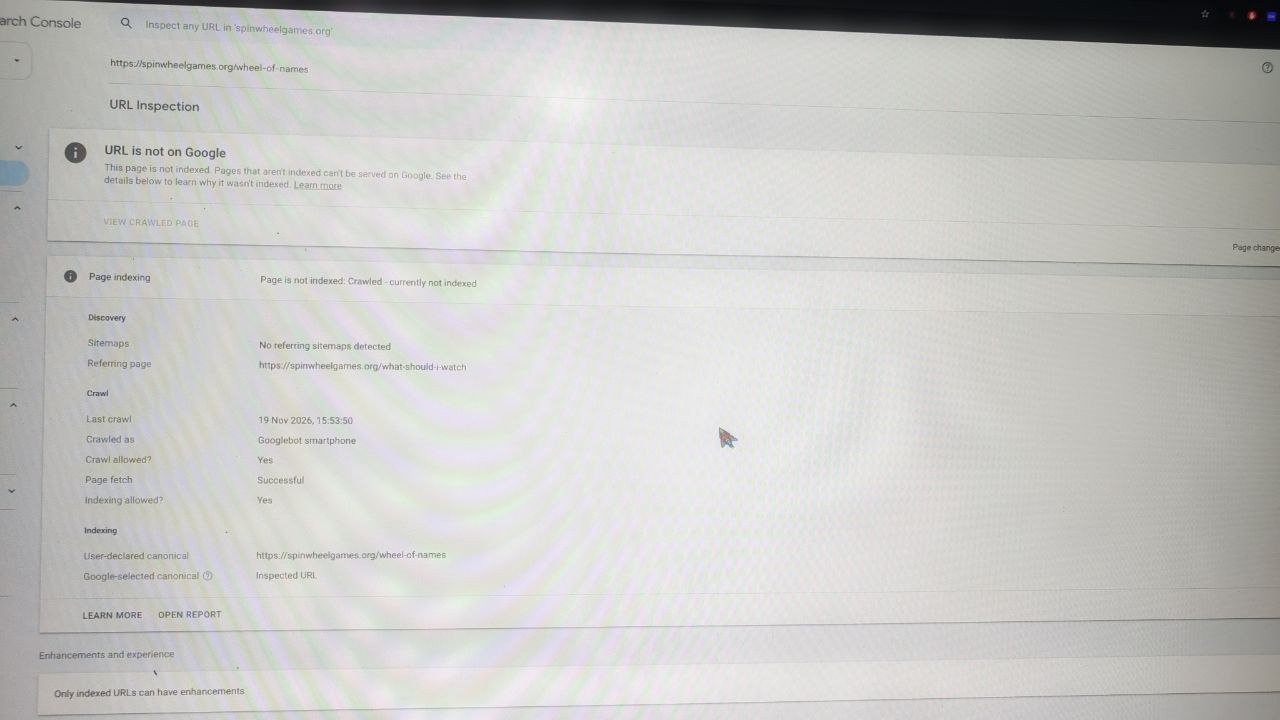 arch Console
Inspect any URL in 'spinwheelgames.org'
https://spinwheelgames.org/wheel-of-names
URL Inspection
URL is not on Google
This page is not indexed. Pages that aren't indexed can't be served on Google. See the
details below to learn why it wasn't indexed. Learn more
VIEW CRAWLED PAGE
Page change
Page indexing
Page is not indexed: Crawled - currently not indexed
Discovery
Sitemaps
No referring sitemaps detected
Referring page
https://spinwheelgames.org/what-should-i-watch
Crawl
Last crawl
19 Nov 2026, 15:53:50
Crawled as
Googlebot smartphone
Crawl allowed?
Yes
Page fetch
Successful
Indexing allowed?
Yes
Indexing
User-declared canonical
https://spinwheelgames.org/wheel-of-names
Google-selected canonical
Inspected URL
LEARN MORE OPEN REPORT
Enhancements and experience
Only indexed URLs can have enhancements